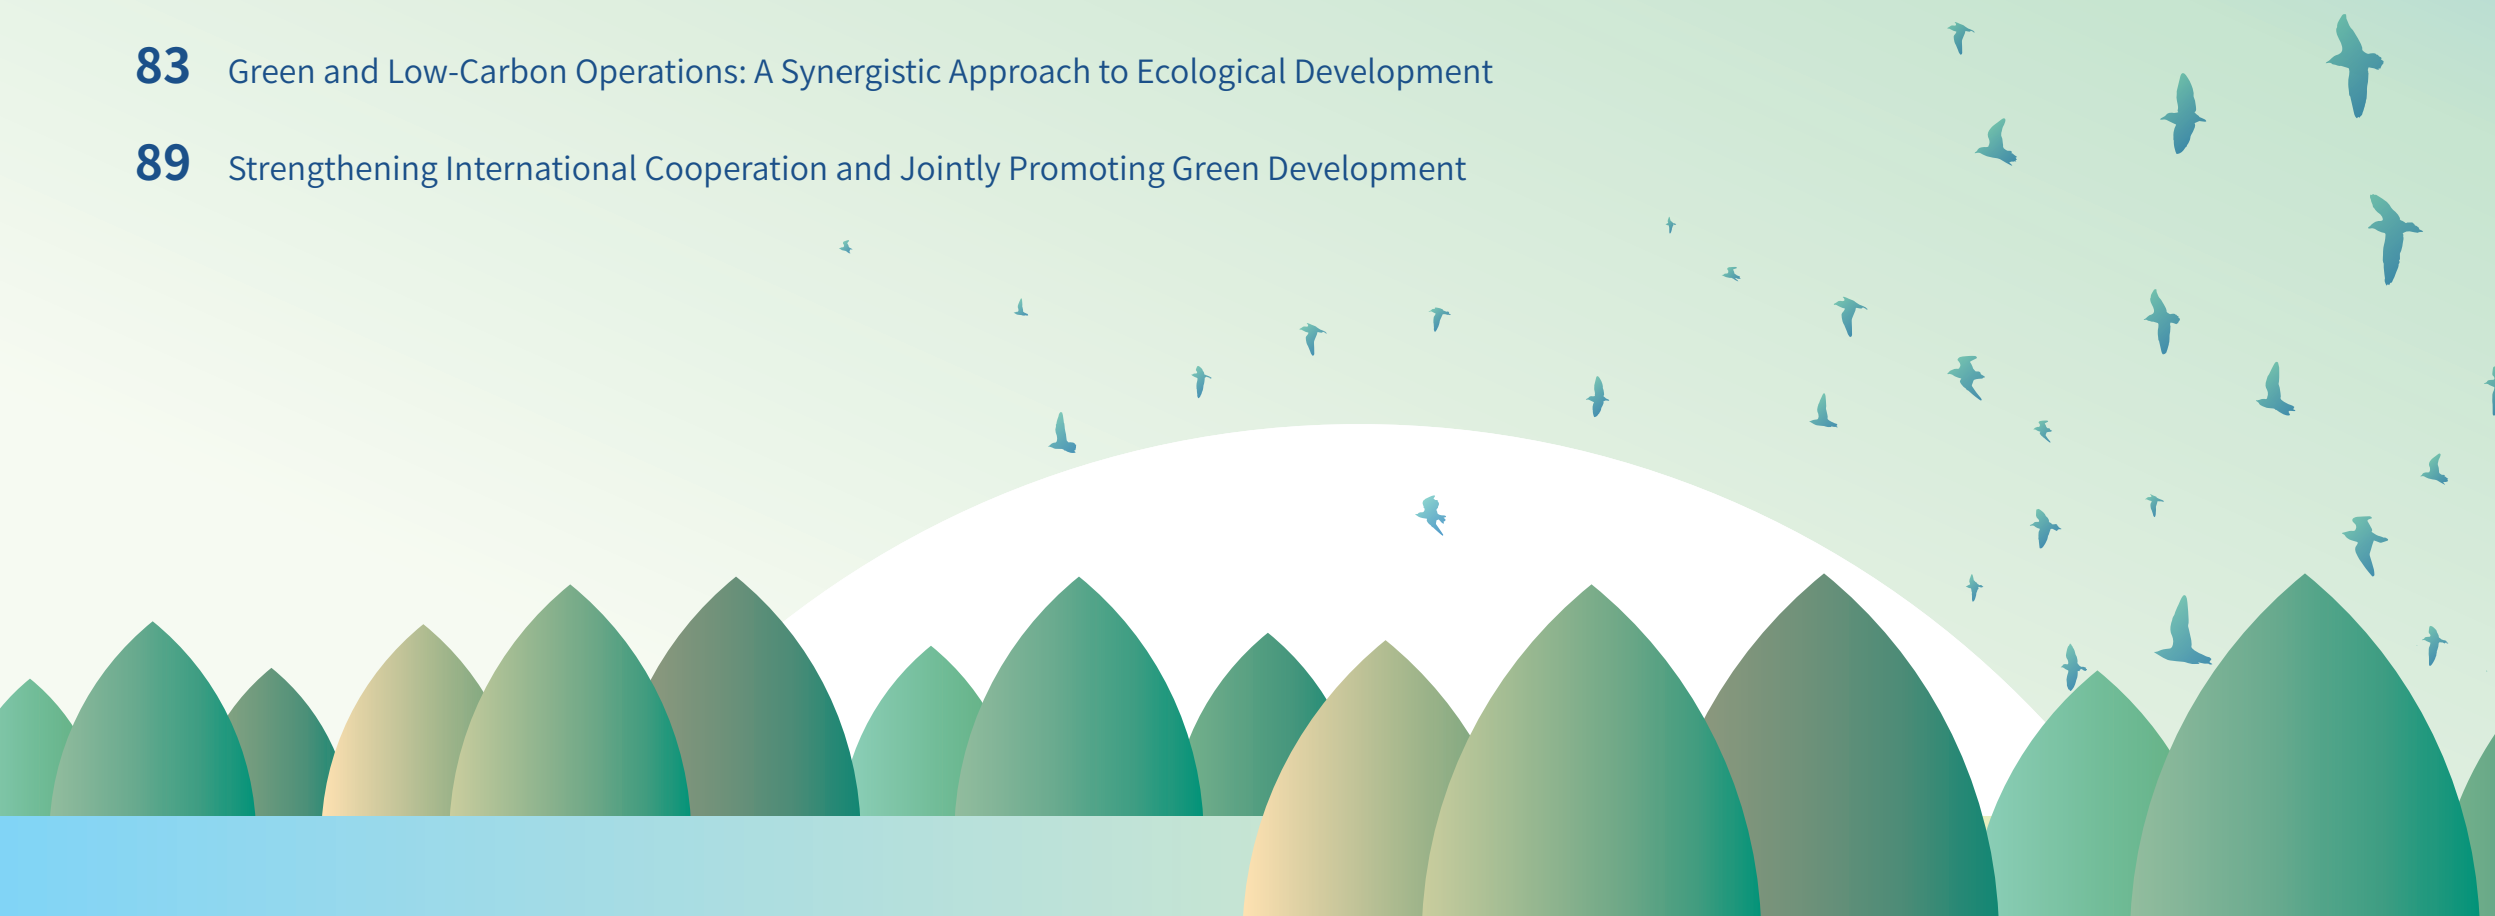 83 Green and Low-Carbon Operations: A Synergistic Approach to Ecological Development
89 Strengthening International Cooperation and Jointly Promoting Green Development